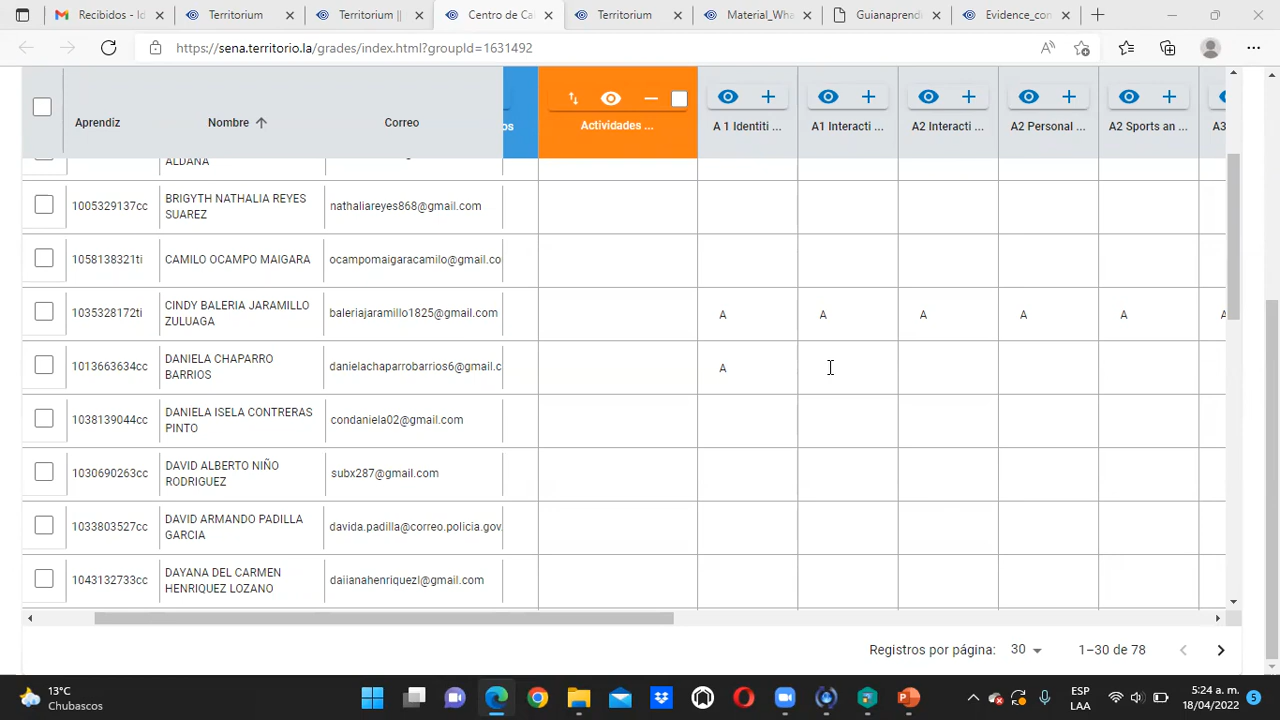 Recibidos - Id
Territorium
Territorium ||
Centro de Ca
Territorium
Material_Wha
Guianaprend
Evidence_con
https://sena.territorio.la/grades/index.html?groupId=1631492
Aprendiz
Nombre
Correo
os
Actividades ...
A 1 Identiti ...
A1 Interacti ...
A2 Interacti ...
A2 Personal ...
A2 Sports an ...
A3
ALDANA
1005329137cc
BRIGYTH NATHALIA REYES
SUAREZ
nathaliareyes868@gmail.com
1058138321ti
CAMILO OCAMPO MAIGARA
ocampomaigaracamilo@gmail.co
1035328172ti
CINDY BALERIA JARAMILLO
ZULUAGA
baleriajaramillo1825@gmail.com
A A A A A A
1013663634cc
DANIELA CHAPARRO
BARRIOS
danielachaparrobarrios6@gmail.c
A
1038139044cc
DANIELA ISELA CONTRERAS
PINTO
condaniela02@gmail.com
1030690263cc
DAVID ALBERTO NIÑO
RODRIGUEZ
subx287@gmail.com
1033803527cc
DAVID ARMANDO PADILLA
GARCIA
davida.padilla@correo.policia.gov.
1043132733cc
DAYANA DEL CARMEN
HENRIQUEZ LOZANO
daiianahenriquezl@gmail.com
Registros por página: 30 1–30 de 78
13°C
Chubascos
ESP
LAA
5:24 a. m.
18/04/2022
5